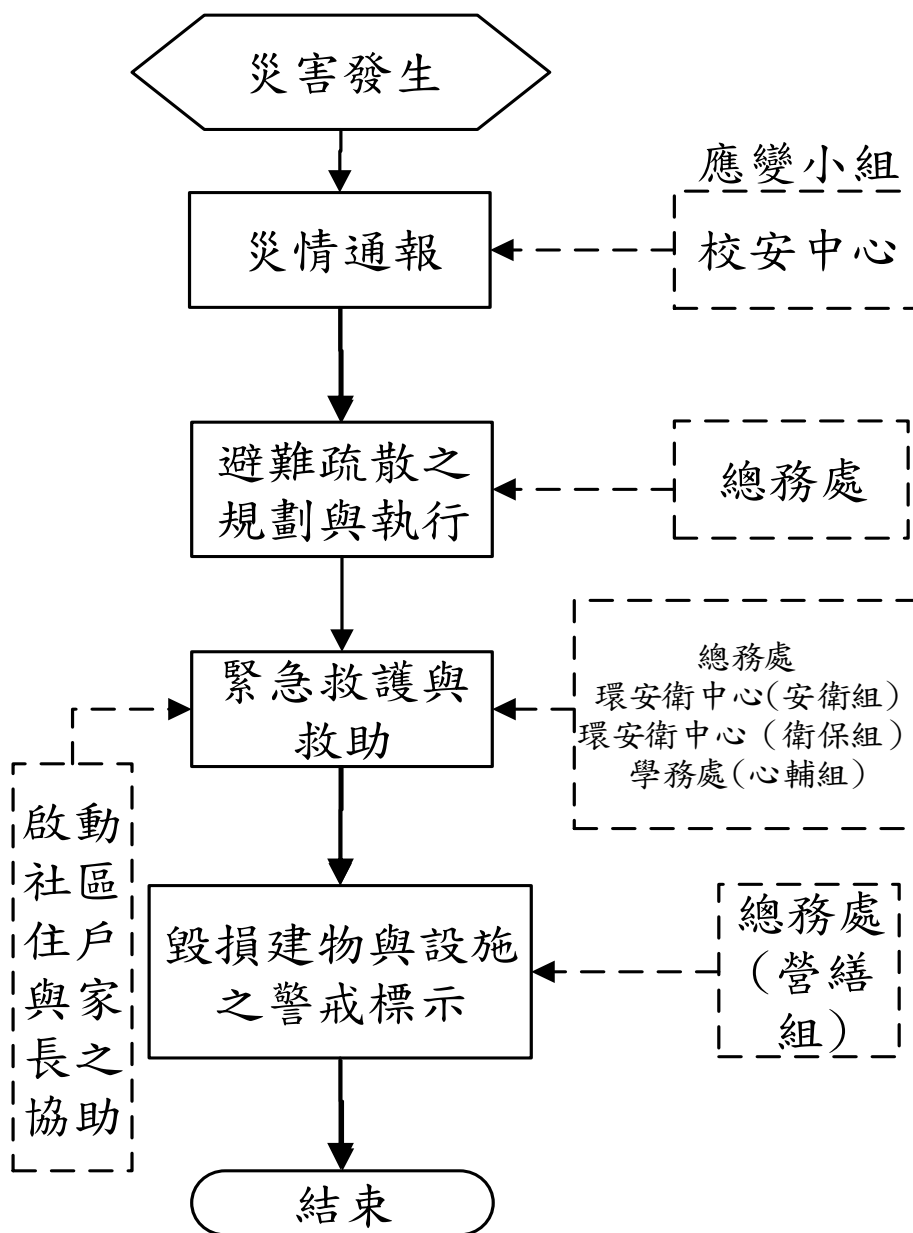 災害發生
應變小組
災情通報
校安中心
避難疏散之
規劃與執行
總務處
緊急救護與
救助
總務處
環安衛中心(安衛組)
環安衛中心（衛保組）
學務處(心輔組)
啟動
社區
住戶
與家
長之
協助
毀損建物與設施
之警戒標示
總務處
（營繕
組）
結束